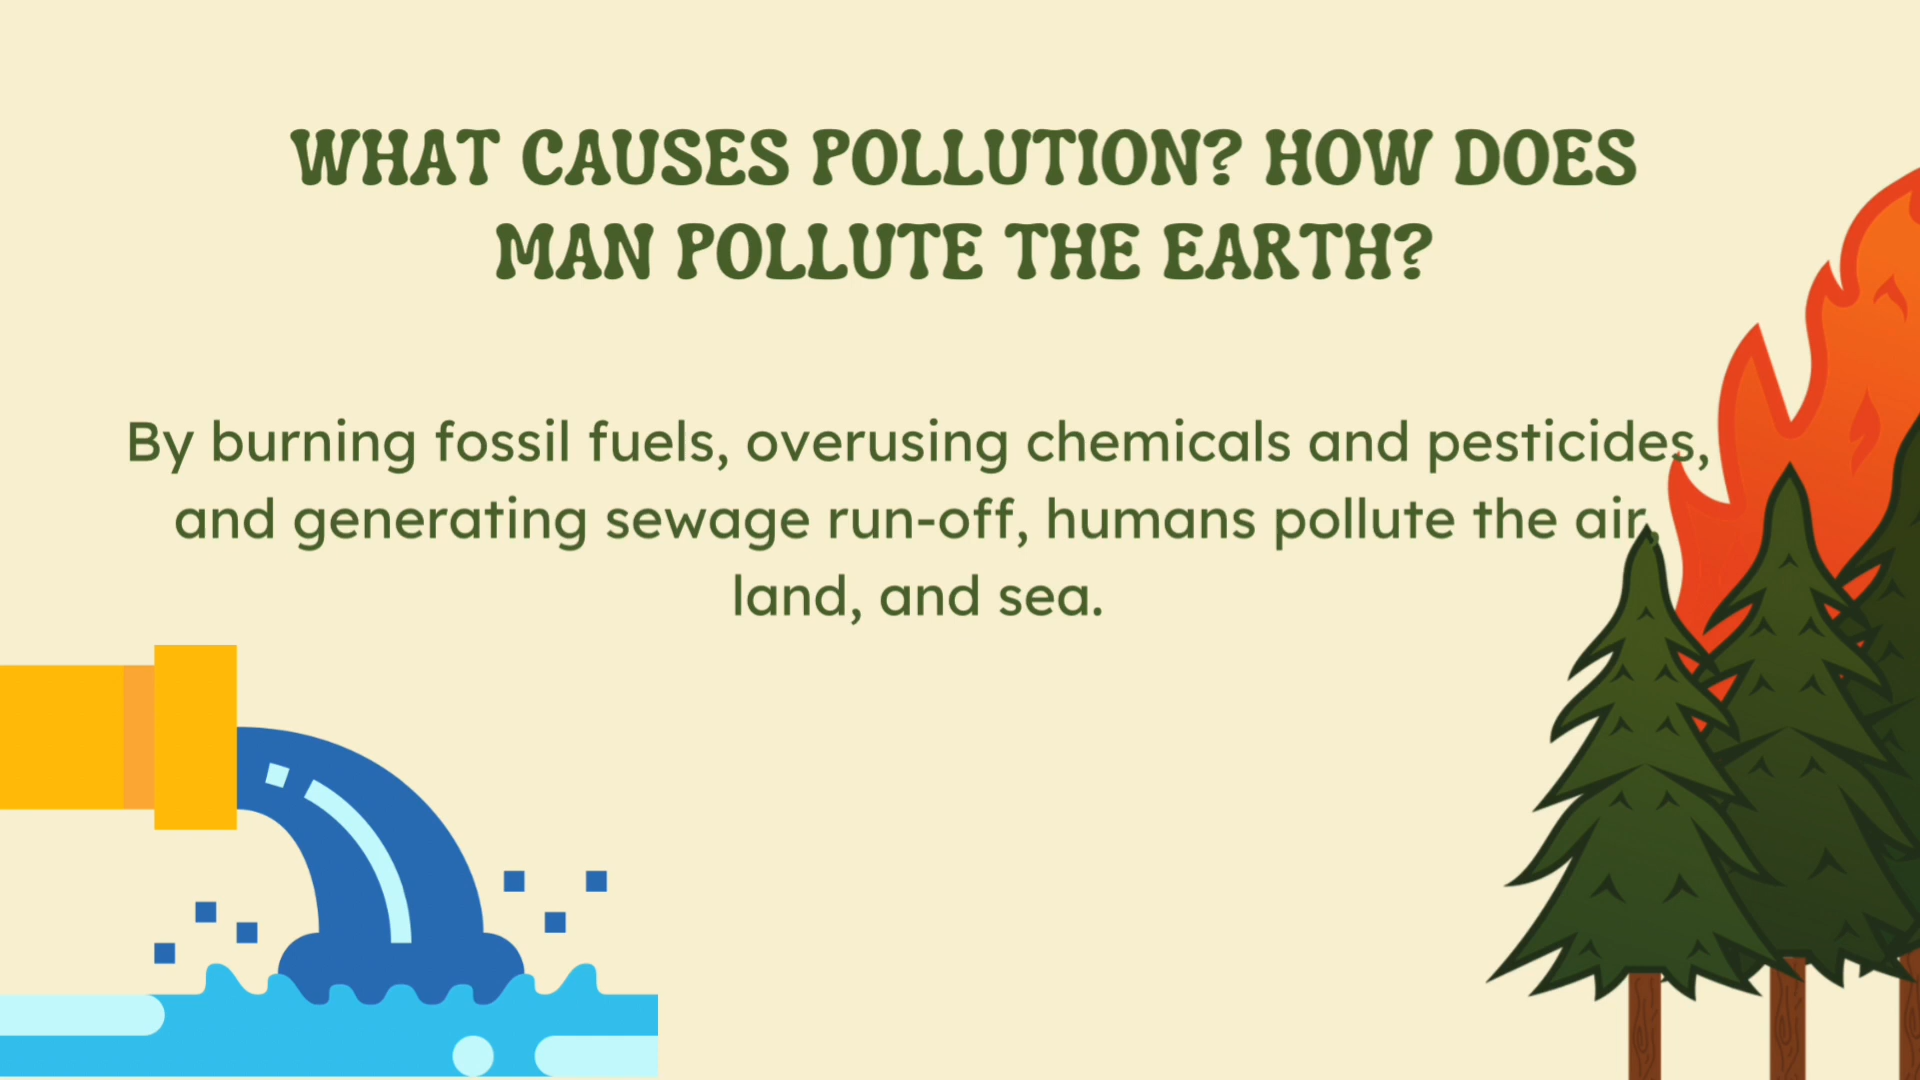 WHAT CAUSES POLLUTION? HOW DOES
MAN POLLUTE THE EARTH?
By burning fossil fuels, overusing chemicals and pesticides,
and generating sewage run-off, humans pollute the air,
land, and sea.